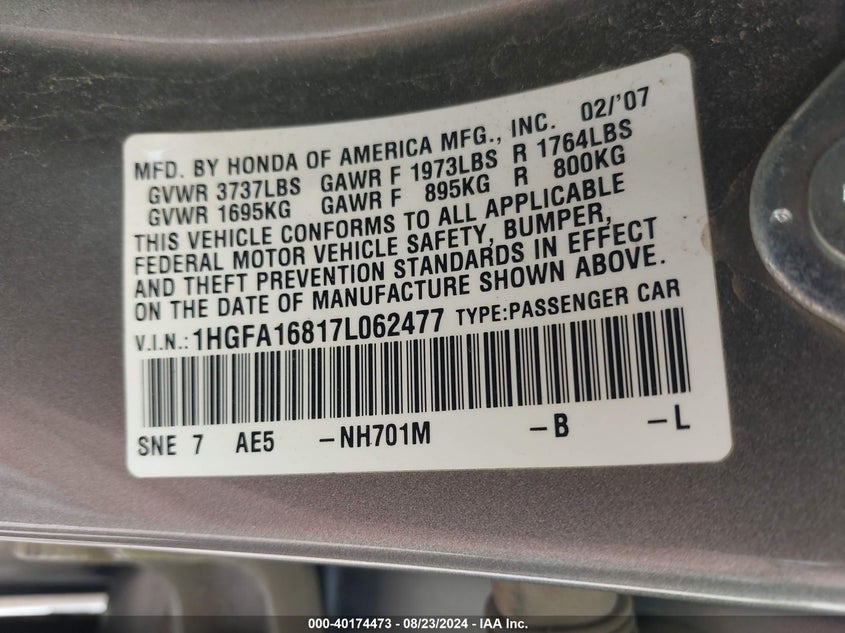 MFD. BY HONDA OF AMERICA MFG., INC. 02/'07
GVWR 3737LBS GAWR F 1973LBS R 1764LBS
GVWR 1695KG GAWR F 895KG R 800KG
THIS VEHICLE CONFORMS TO ALL APPLICABLE
FEDERAL MOTOR VEHICLE SAFETY, BUMPER,
AND THEFT PREVENTION STANDARDS IN EFFECT
ON THE DATE OF MANUFACTURE SHOWN ABOVE.
V.I.N.: 1HGFA16817L062477 TYPE:PASSENGER CAR
SNE 7 AE5 -NH701M -B -L
000-40174473 - 08/23/2024 - IAA Inc.